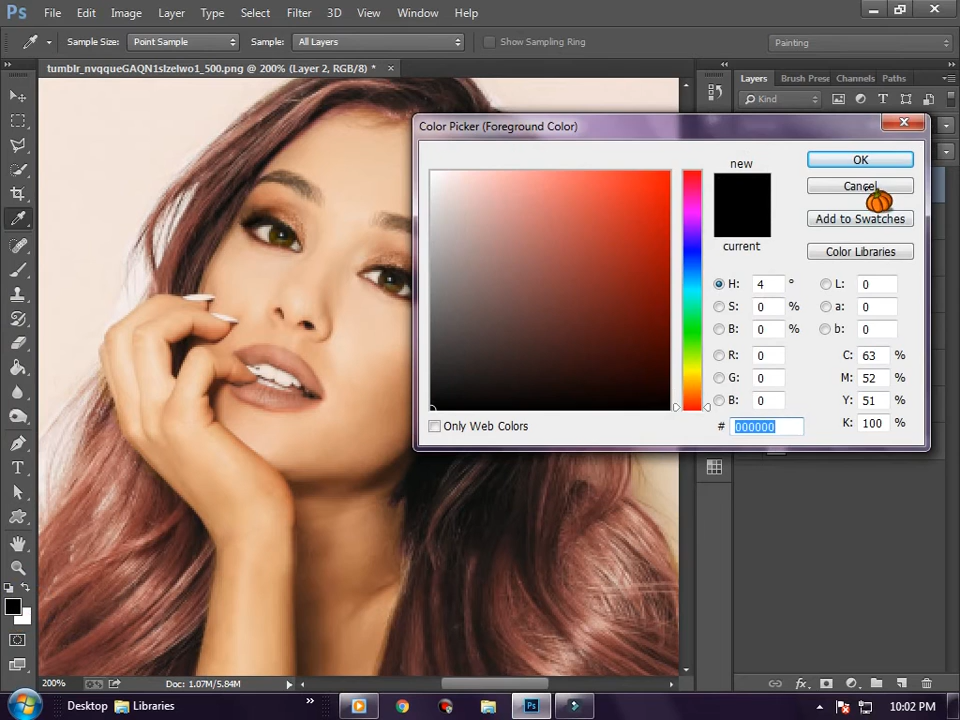 Ps File Edit Image Layer Type Select Filter 3D View Window Help
Sample Size: Point Sample Sample: All Layers Show Sampling Ring Painting
tumblr_nvqqueGAQN1slzelwo1_500.png @ 200% (Layer 2, RGB/8) * ×
Layers Brush Prese Channels Paths
Kind
Color Picker (Foreground Color)
new
current
OK
Cancel
Add to Swatches
Color Libraries
H: 4 ° L: 0
S: 0 % a: 0
B: 0 % b: 0
R: 0 C: 63 %
G: 0 M: 52 %
B: 0 Y: 51 %
# 000000 K: 100 %
Only Web Colors
200% Doc: 1.07M/5.84M
fx
Desktop Libraries » Ps 10:02 PM